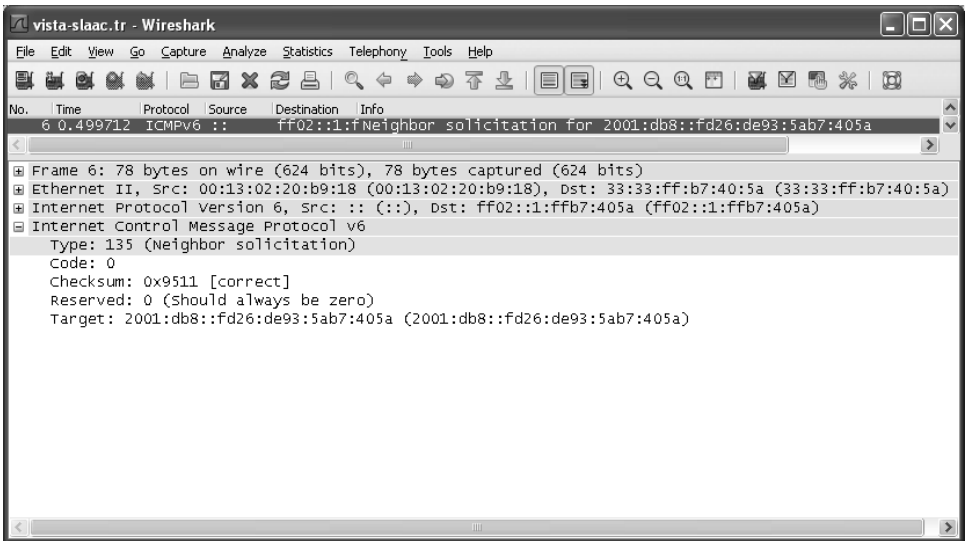 vista-slaac.tr - Wireshark
File Edit View Go Capture Analyze Statistics Telephony Tools Help
No. Time Protocol Source Destination Info
6 0.499712 ICMPv6 :: ff02::1:f Neighbor solicitation for 2001:db8::fd26:de93:5ab7:405a
Frame 6: 78 bytes on wire (624 bits), 78 bytes captured (624 bits)
Ethernet II, Src: 00:13:02:20:b9:18 (00:13:02:20:b9:18), Dst: 33:33:ff:b7:40:5a (33:33:ff:b7:40:5a)
Internet Protocol Version 6, Src: :: (::), Dst: ff02::1:ffb7:405a (ff02::1:ffb7:405a)
Internet Control Message Protocol v6
Type: 135 (Neighbor solicitation)
Code: 0
Checksum: 0x9511 [correct]
Reserved: 0 (Should always be zero)
Target: 2001:db8::fd26:de93:5ab7:405a (2001:db8::fd26:de93:5ab7:405a)